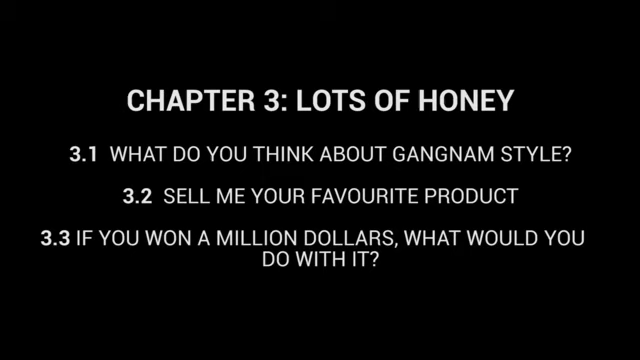 CHAPTER 3: LOTS OF HONEY
3.1 WHAT DO YOU THINK ABOUT GANGNAM STYLE?
3.2 SELL ME YOUR FAVOURITE PRODUCT
3.3 IF YOU WON A MILLION DOLLARS, WHAT WOULD YOU
DO WITH IT?